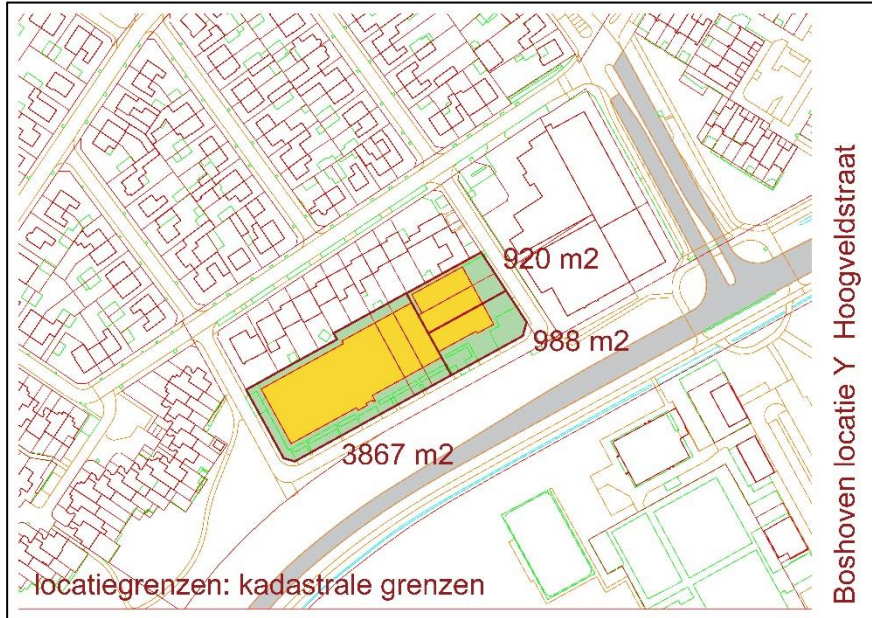 920 m2
988 m2
3867 m2
locatiegrenzen: kadastrale grenzen
Boshoven locatie Y Hoogveldstraat